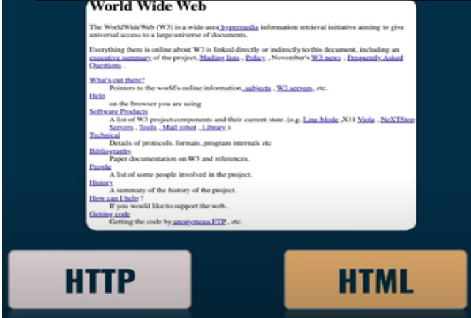 World Wide Web
The WorldWideWeb (W3) is a wide-area hypermedia information retrieval initiative aiming to give
universal access to a large universe of documents.
Everything there is online about W3 is linked directly or indirectly to this document, including an
executive summary of the project, Mailing lists , Policy , November's W3 news , Frequently Asked
Questions .
What's out there?
Pointers to the world's online information, subjects , W3 servers, etc.
Help
on the browser you are using
Software Products
A list of W3 project components and their current state. (e.g. Line Mode ,X11 Viola , NeXTStep
, Servers , Tools , Mail robot , Library )
Technical
Details of protocols, formats, program internals etc
Bibliography
Paper documentation on W3 and references.
People
A list of some people involved in the project.
History
A summary of the history of the project.
How can I help ?
If you would like to support the web..
Getting code
Getting the code by anonymous FTP , etc.
HTTP
HTML